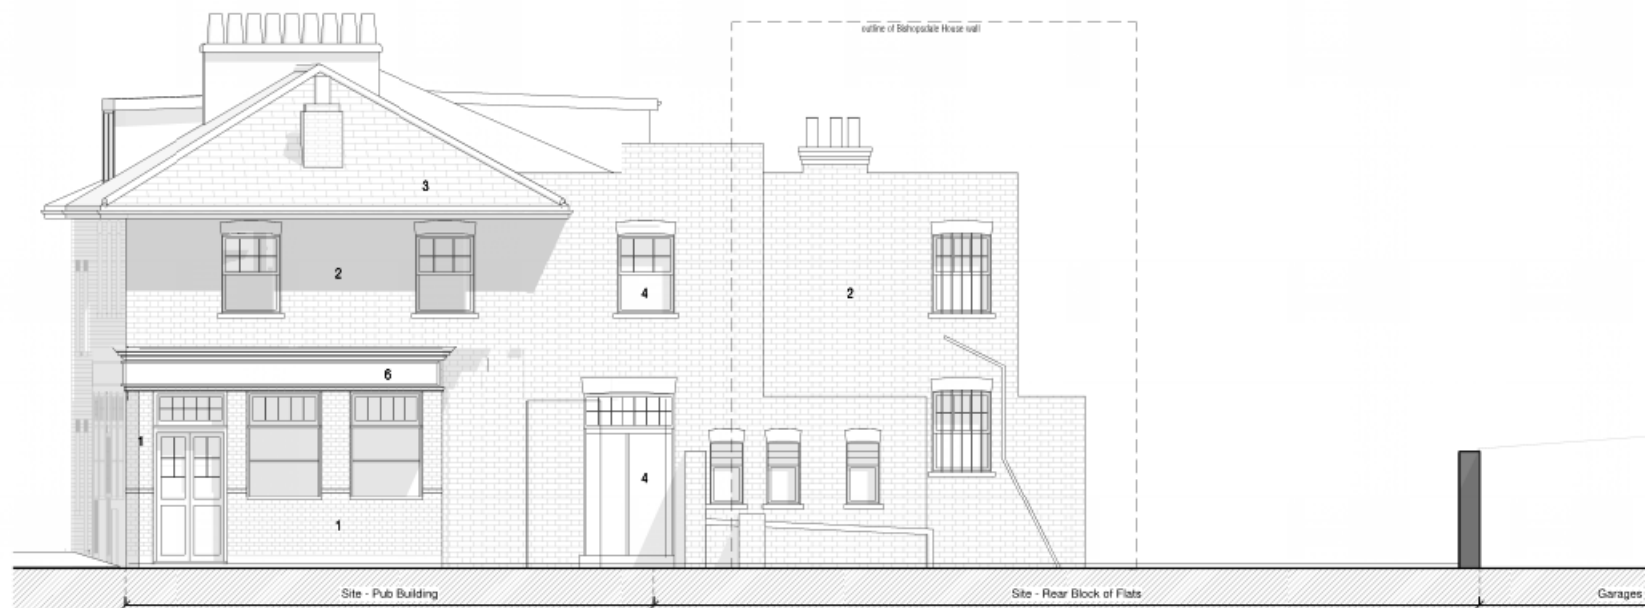 outline of Bishopsdale House wall
3
2
4
2
6
1
4
1
Site - Pub Building
Site - Rear Block of Flats
Garages